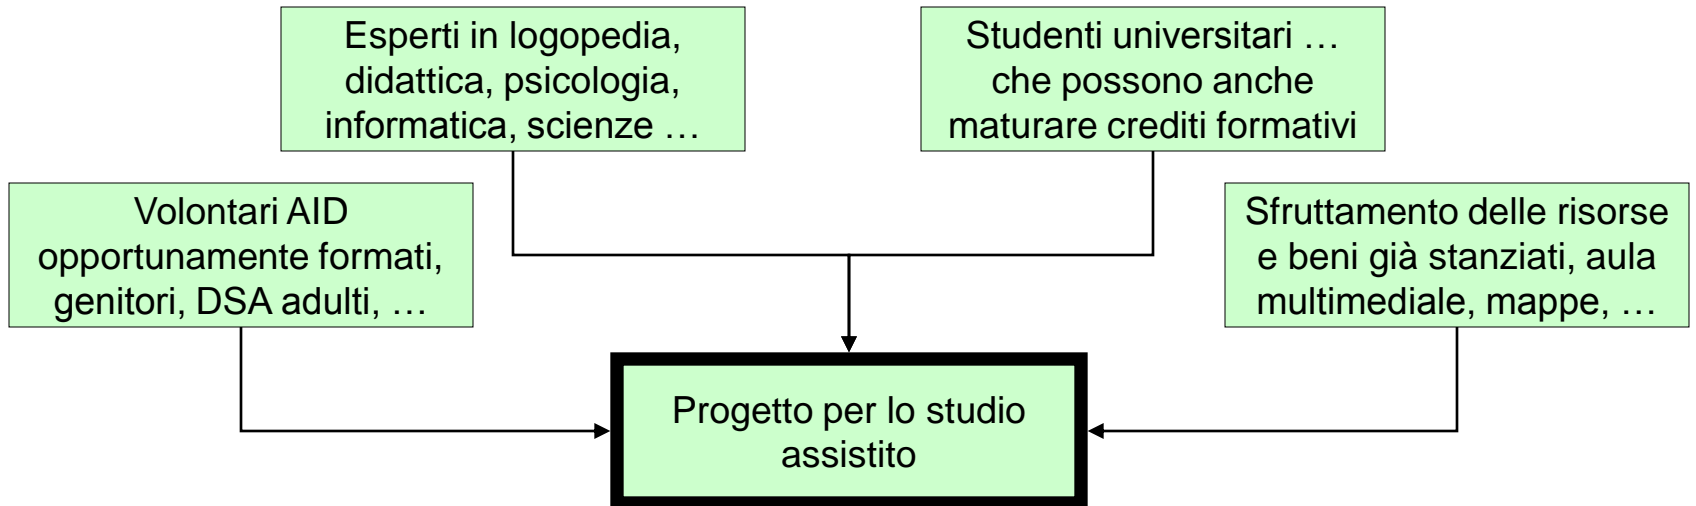 Esperti in logopedia,
didattica, psicologia,
informatica, scienze …
Studenti universitari …
che possono anche
maturare crediti formativi
Volontari AID
opportunamente formati,
genitori, DSA adulti, …
Sfruttamento delle risorse
e beni già stanziati, aula
multimediale, mappe, …
Progetto per lo studio
assistito